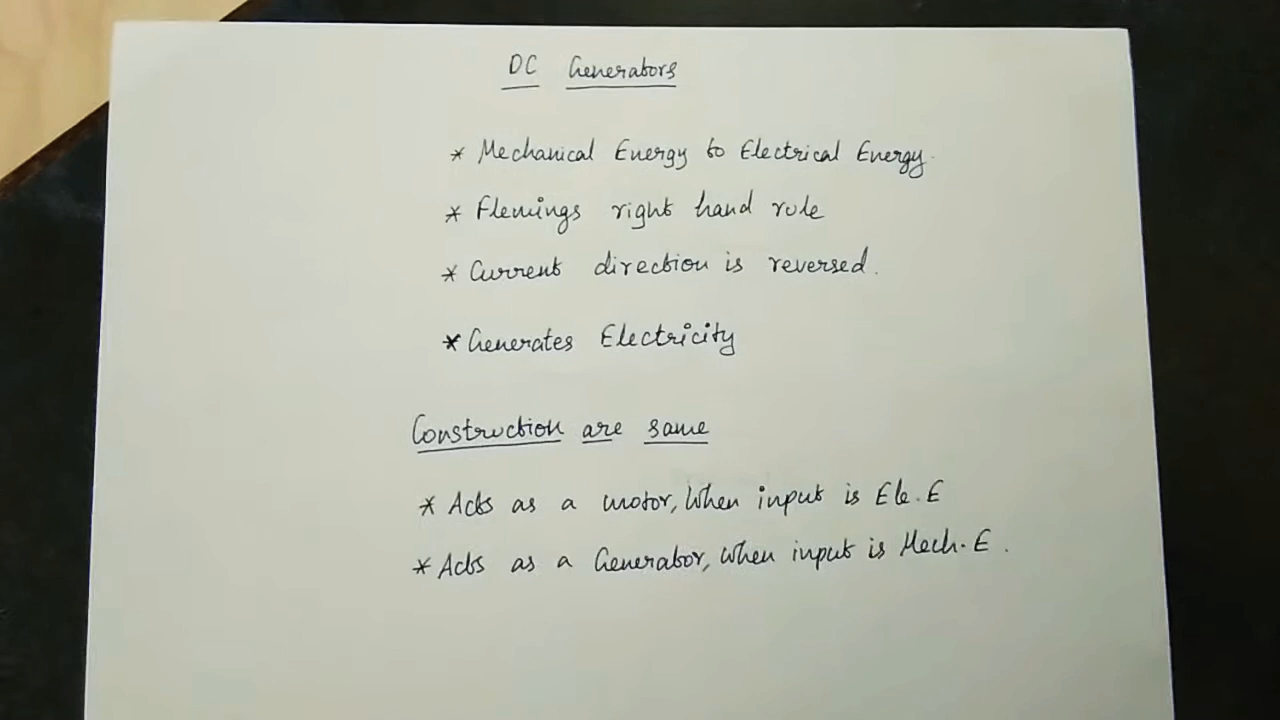 DC Generators
* Mechanical Energy to Electrical Energy.
* Flemings right hand rule
* Current direction is reversed.
* Generates Electricity
Construction are same
* Acts as a motor, When input is Ele.E
* Acts as a Generator, when input is Mech.E.